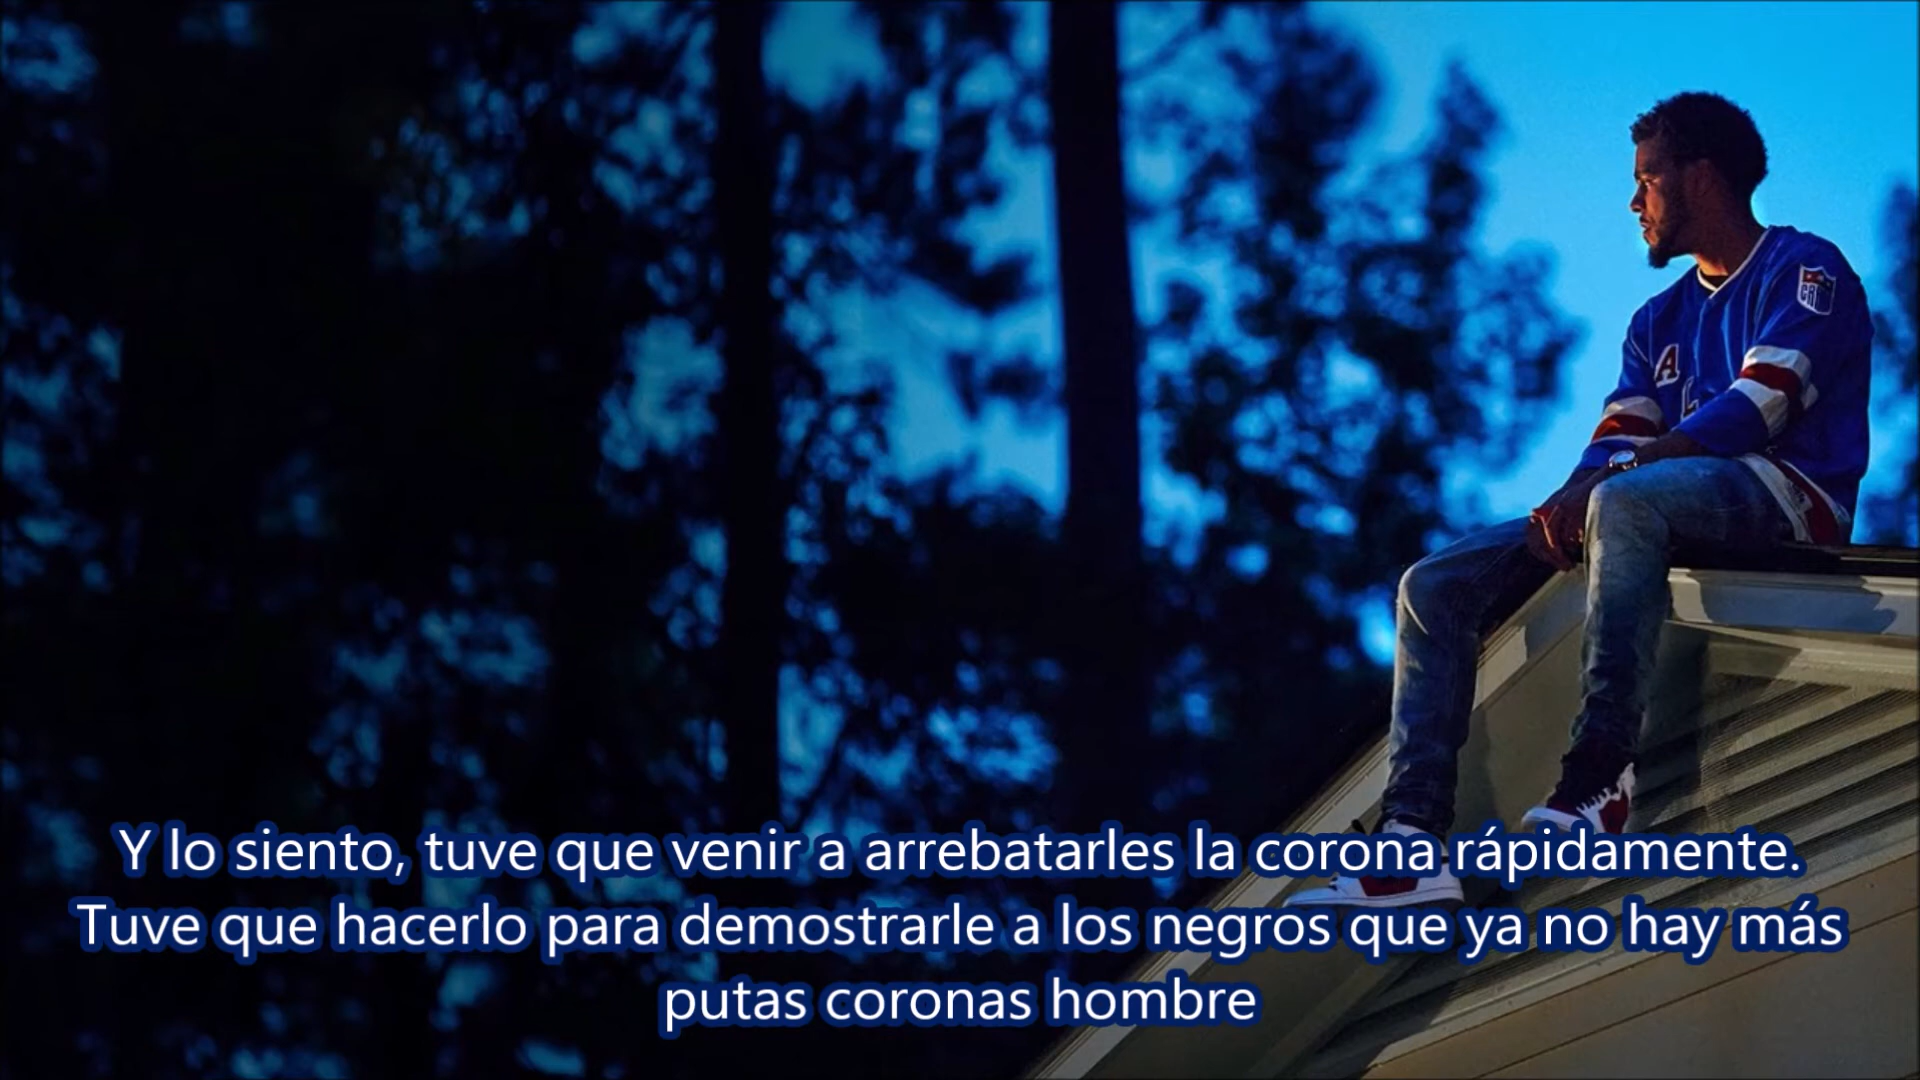 Y lo siento, tuve que venir a arrebatarles la corona rápidamente.
Tuve que hacerlo para demostrarle a los negros que ya no hay más
putas coronas hombre
A
CR